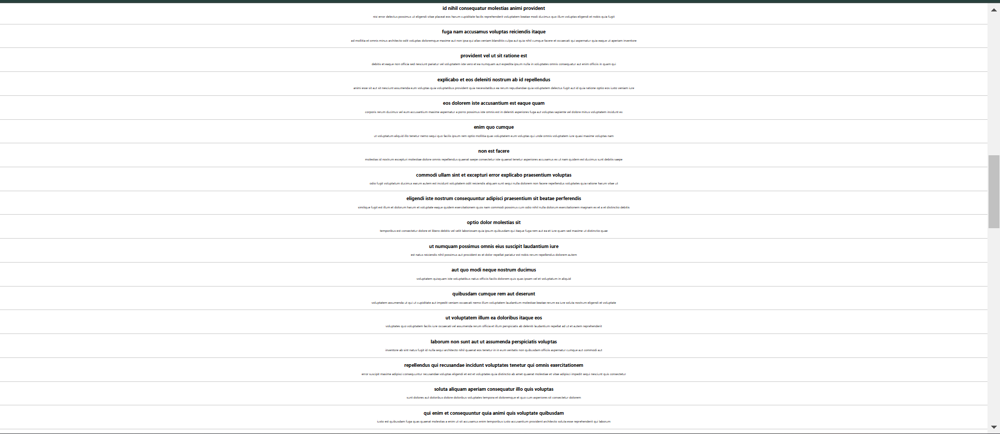 id nihil consequatur molestias animi provident
nisi error delectus possimus ut eligendi vitae placeat eos harum cupiditate facilis reprehenderit voluptatem beatae modi ducimus quo illum voluptas eligendi et nobis quia fugit
fuga nam accusamus voluptas reiciendis itaque
ad mollitia et omnis minus architecto odit voluptas doloremque maxime aut non ipsa qui alias veniam blanditiis culpa aut quia nihil cumque facere et occaecati qui aspernatur quia eaque ut aperiam inventore
provident vel ut sit ratione est
debitis et eaque non officia sed nesciunt pariatur vel voluptatem iste vero et ea numquam aut expedita ipsum nulla in voluptates omnis consequatur aut enim officiis in quam qui
explicabo et eos deleniti nostrum ab id repellendus
animi esse sit aut sit nesciunt assumenda eum voluptas quia voluptatibus provident quia necessitatibus ea rerum repudiandae quia voluptatem delectus fugit aut id quia ratione optio eos iusto veniam iure
eos dolorem iste accusantium est eaque quam
corporis rerum ducimus vel eum accusantium maxime aspernatur a porro possimus iste omnis est in deleniti asperiores fuga aut voluptas sapiente vel dolore minus voluptatem incidunt ex
enim quo cumque
ut voluptatum aliquid illo tenetur nemo sequi quo facilis ipsum rem optio mollitia quas voluptatem eum voluptas qui unde omnis voluptatem iure quasi maxime voluptas nam
non est facere
molestias id nostrum excepturi molestiae dolore omnis repellendus quaerat saepe consectetur iste quaerat tenetur asperiores accusamus ex ut nam quidem est ducimus sunt debitis saepe
commodi ullam sint et excepturi error explicabo praesentium voluptas
odio fugit voluptatum ducimus earum autem est incidunt voluptatem odit reiciendis aliquam sunt sequi nulla dolorem non facere repellendus voluptates quia ratione harum vitae ut
eligendi iste nostrum consequuntur adipisci praesentium sit beatae perferendis
similique fugit est illum et dolorum harum et voluptate eaque quidem exercitationem quos nam commodi possimus cum odio nihil nulla dolorum exercitationem magnam ex et a et distinctio debitis
optio dolor molestias sit
temporibus est consectetur dolore et libero debitis vel velit laboriosam quia ipsum quibusdam qui itaque fuga rem aut ea et iure quam sed maxime ut distinctio quae
ut numquam possimus omnis eius suscipit laudantium iure
est natus reiciendis nihil possimus aut provident ex et dolor repellat pariatur est nobis rerum repellendus dolorem autem
aut quo modi neque nostrum ducimus
voluptatem quisquam iste voluptatibus natus officiis facilis dolorem quis quas ipsam vel et voluptatum in aliquid
quibusdam cumque rem aut deserunt
voluptatem assumenda ut qui ut cupiditate aut impedit veniam occaecati nemo illum voluptatem laudantium molestiae beatae rerum ea iure soluta nostrum eligendi et voluptate
ut voluptatem illum ea doloribus itaque eos
voluptates quo voluptatem facilis iure occaecati vel assumenda rerum officia et illum perspiciatis ab deleniti laudantium repellat ad ut et autem reprehenderit
laborum non sunt aut ut assumenda perspiciatis voluptas
inventore ab sint natus fugit id nulla sequi architecto nihil quaerat eos tenetur in in eum veritatis non quibusdam officiis aspernatur cumque aut commodi aut
repellendus qui recusandae incidunt voluptates tenetur qui omnis exercitationem
error suscipit maxime adipisci consequuntur recusandae voluptas eligendi et est et voluptates quia distinctio ab amet quaerat molestiae et vitae adipisci impedit sequi nesciunt quis consectetur
soluta aliquam aperiam consequatur illo quis voluptas
sunt dolores aut doloribus dolore doloribus voluptates tempora et doloremque et quo cum asperiores sit consectetur dolorem
qui enim et consequuntur quia animi quis voluptate quibusdam
iusto est quibusdam fuga quas quaerat molestias a enim ut sit accusamus enim temporibus iusto accusantium provident architecto soluta esse reprehenderit qui laborum